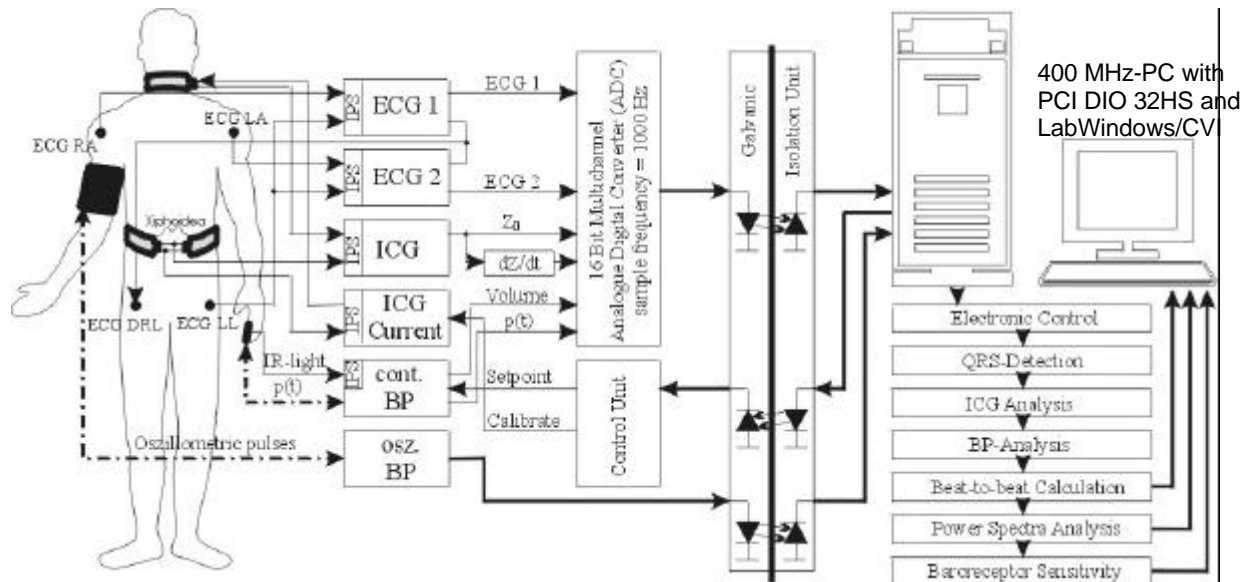 ECG RA
ECG LA
Xiphoidea
ECG DRL
ECG LL
IR-light
p(t)
Oszillometric pulses
IPS
ECG 1
IPS
ECG 2
IPS
ICG
IPS
ICG
Current
IPS
cont.
BP
osz.
BP
ECG 1
ECG 2
Z0
dZ/dt
Volume
p(t)
Setpoint
Calibrate
16 Bit Multichannel
Analogue Digital Converter (ADC)
sample frequency = 1000 Hz
Control Unit
Galvanic
Isolation Unit
400 MHz-PC with
PCI DIO 32HS and
LabWindows/CVI
Electronic Control
QRS-Detection
ICG Analysis
BP-Analysis
Beat-to-beat Calculation
Power Spectra Analysis
Baroreceptor Sensitivity